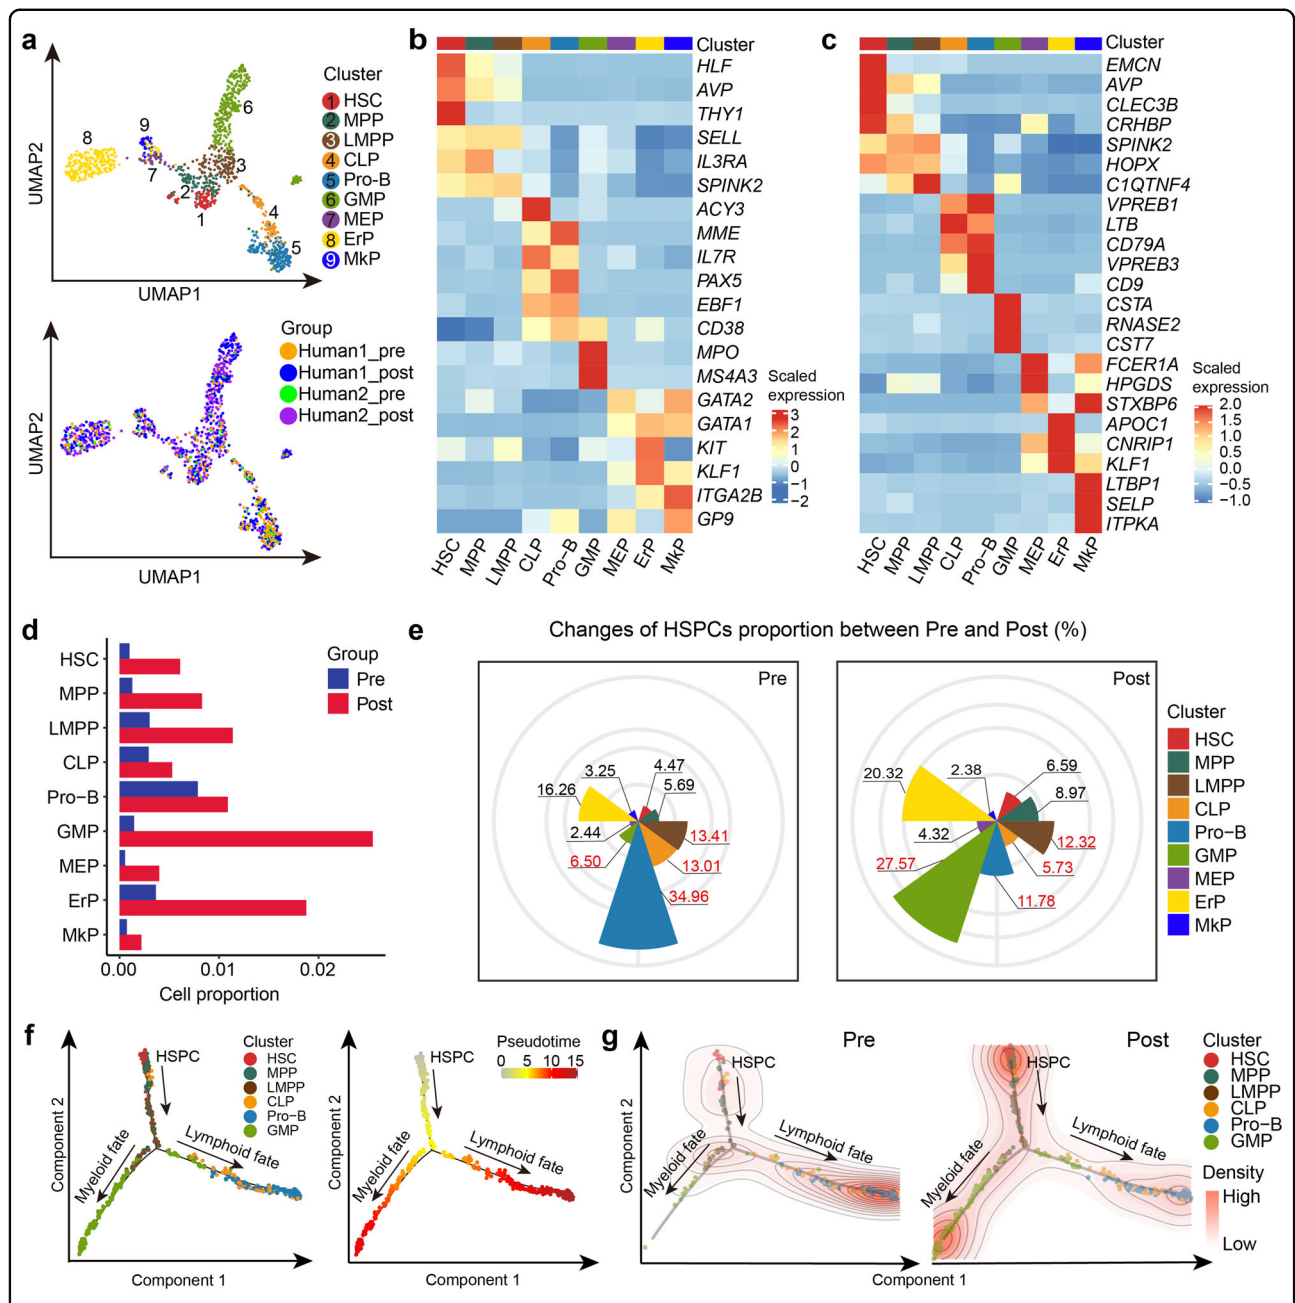 a
UMAP2
UMAP1
8
9
7
2
1
3
6
4
5
Cluster
1 HSC
2 MPP
3 LMPP
4 CLP
5 Pro-B
6 GMP
7 MEP
8 ErP
9 MkP
UMAP2
UMAP1
Group
Human1_pre
Human1_post
Human2_pre
Human2_post
b
Cluster
HLF
AVP
THY1
SELL
IL3RA
SPINK2
ACY3
MME
IL7R
PAX5
EBF1
CD38
MPO
MS4A3
GATA2
GATA1
KIT
KLF1
ITGA2B
GP9
HSC
MPP
LMPP
CLP
Pro-B
GMP
MEP
ErP
MkP
Scaled
expression
3
2
1
0
-1
-2
c
Cluster
EMCN
AVP
CLEC3B
CRHBP
SPINK2
HOPX
C1QTNF4
VPREB1
LTB
CD79A
VPREB3
CD9
CSTA
RNASE2
CST7
FCER1A
HPGDS
STXBP6
APOC1
CNRIP1
KLF1
LTBP1
SELP
ITPKA
HSC
MPP
LMPP
CLP
Pro-B
GMP
MEP
ErP
MkP
Scaled
expression
2.0
1.5
1.0
0.5
0.0
-0.5
-1.0
d
HSC
MPP
LMPP
CLP
Pro-B
GMP
MEP
ErP
MkP
0.00 0.01 0.02
Cell proportion
Group
Pre
Post
e
Changes of HSPCs proportion between Pre and Post (%)
Pre
3.25
4.47
5.69
16.26
2.44
6.50
13.41
13.01
34.96
Post
2.38
6.59
8.97
20.32
4.32
27.57
12.32
5.73
11.78
Cluster
HSC
MPP
LMPP
CLP
Pro-B
GMP
MEP
ErP
MkP
f
Component 2
HSPC
Myeloid fate
Lymphoid fate
Component 1
Cluster
HSC
MPP
LMPP
CLP
Pro-B
GMP
Component 2
HSPC
Myeloid fate
Lymphoid fate
Component 1
Pseudotime
0 5 10 15
g
Component 2
Pre
HSPC
Myeloid fate
Lymphoid fate
Post
HSPC
Myeloid fate
Lymphoid fate
Component 1
Cluster
HSC
MPP
LMPP
CLP
Pro-B
GMP
Density
High
Low